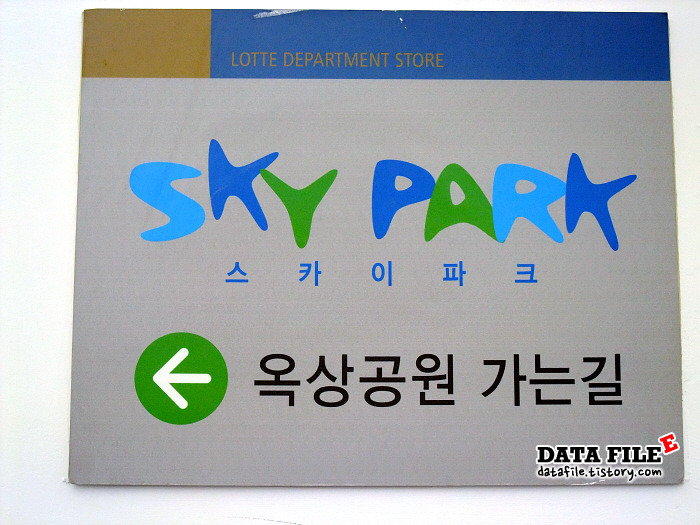 LOTTE DEPARTMENT STORE
SKY PARK
스카이파크
옥상공원 가는길
DATA FILE E
datafile.tistory.com